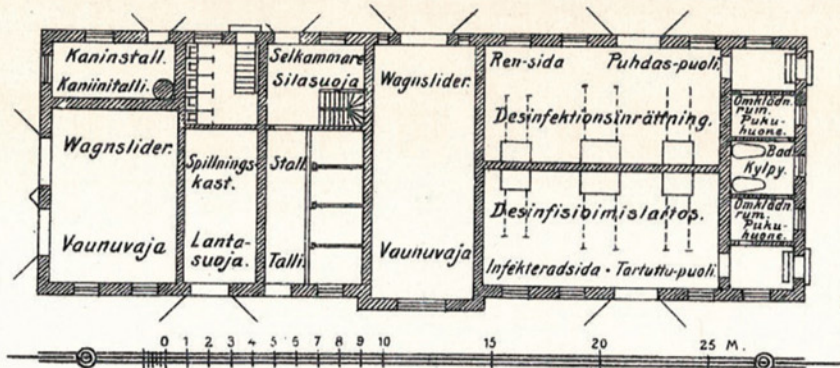 Kaninstall.
Kaniinitalli.
Wagnslider.
Vaunuvaja
Spillnings-
kast.
Lanta-
suoja.
Selkammare
Silasuoja
Stall.
Talli.
Wagnslider.
Vaunuvaja
Ren-sida Puhdas-puoli.
Desinfektionsinrättning.
Desinfisioimislaitos.
Infekteradsida · Tartuttu-puoli.
Omklädn.
rum.
Puku-
huone.
Bad.
Kylpy.
Omklädn.
rum.
Puku-
huone.
0 1 2 3 4 5 6 7 8 9 10 15 20 25 M.